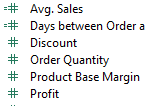 Avg. Sales
Days between Order a
Discount
Order Quantity
Product Base Margin
Profit